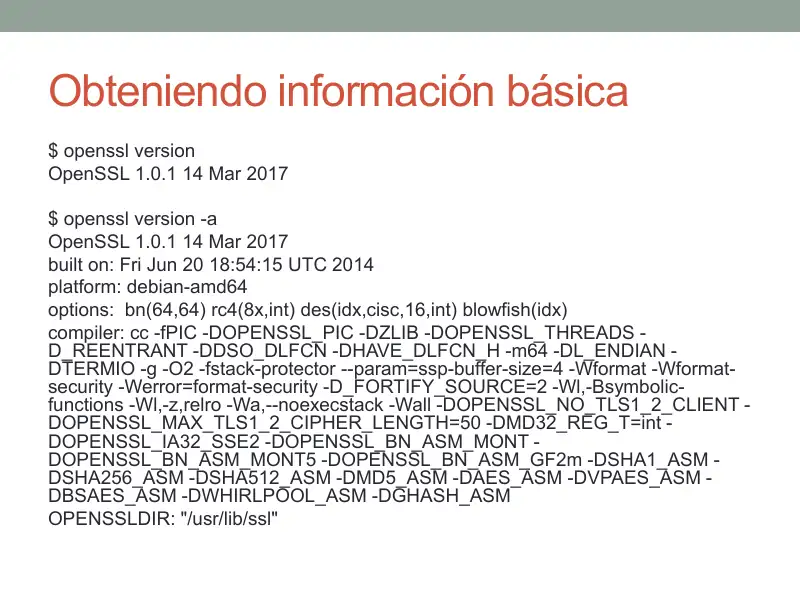 Obteniendo información básica
$ openssl version
OpenSSL 1.0.1 14 Mar 2017
$ openssl version -a
OpenSSL 1.0.1 14 Mar 2017
built on: Fri Jun 20 18:54:15 UTC 2014
platform: debian-amd64
options:  bn(64,64) rc4(8x,int) des(idx,cisc,16,int) blowfish(idx)
compiler: cc -fPIC -DOPENSSL_PIC -DZLIB -DOPENSSL_THREADS -
D_REENTRANT -DDSO_DLFCN -DHAVE_DLFCN_H -m64 -DL_ENDIAN -
DTERMIO -g -O2 -fstack-protector --param=ssp-buffer-size=4 -Wformat -Wformat-
security -Werror=format-security -D_FORTIFY_SOURCE=2 -Wl,-Bsymbolic-
functions -Wl,-z,relro -Wa,--noexecstack -Wall -DOPENSSL_NO_TLS1_2_CLIENT -
DOPENSSL_MAX_TLS1_2_CIPHER_LENGTH=50 -DMD32_REG_T=int -
DOPENSSL_IA32_SSE2 -DOPENSSL_BN_ASM_MONT -
DOPENSSL_BN_ASM_MONT5 -DOPENSSL_BN_ASM_GF2m -DSHA1_ASM -
DSHA256_ASM -DSHA512_ASM -DMD5_ASM -DAES_ASM -DVPAES_ASM -
DBSAES_ASM -DWHIRLPOOL_ASM -DGHASH_ASM
OPENSSLDIR: "/usr/lib/ssl"